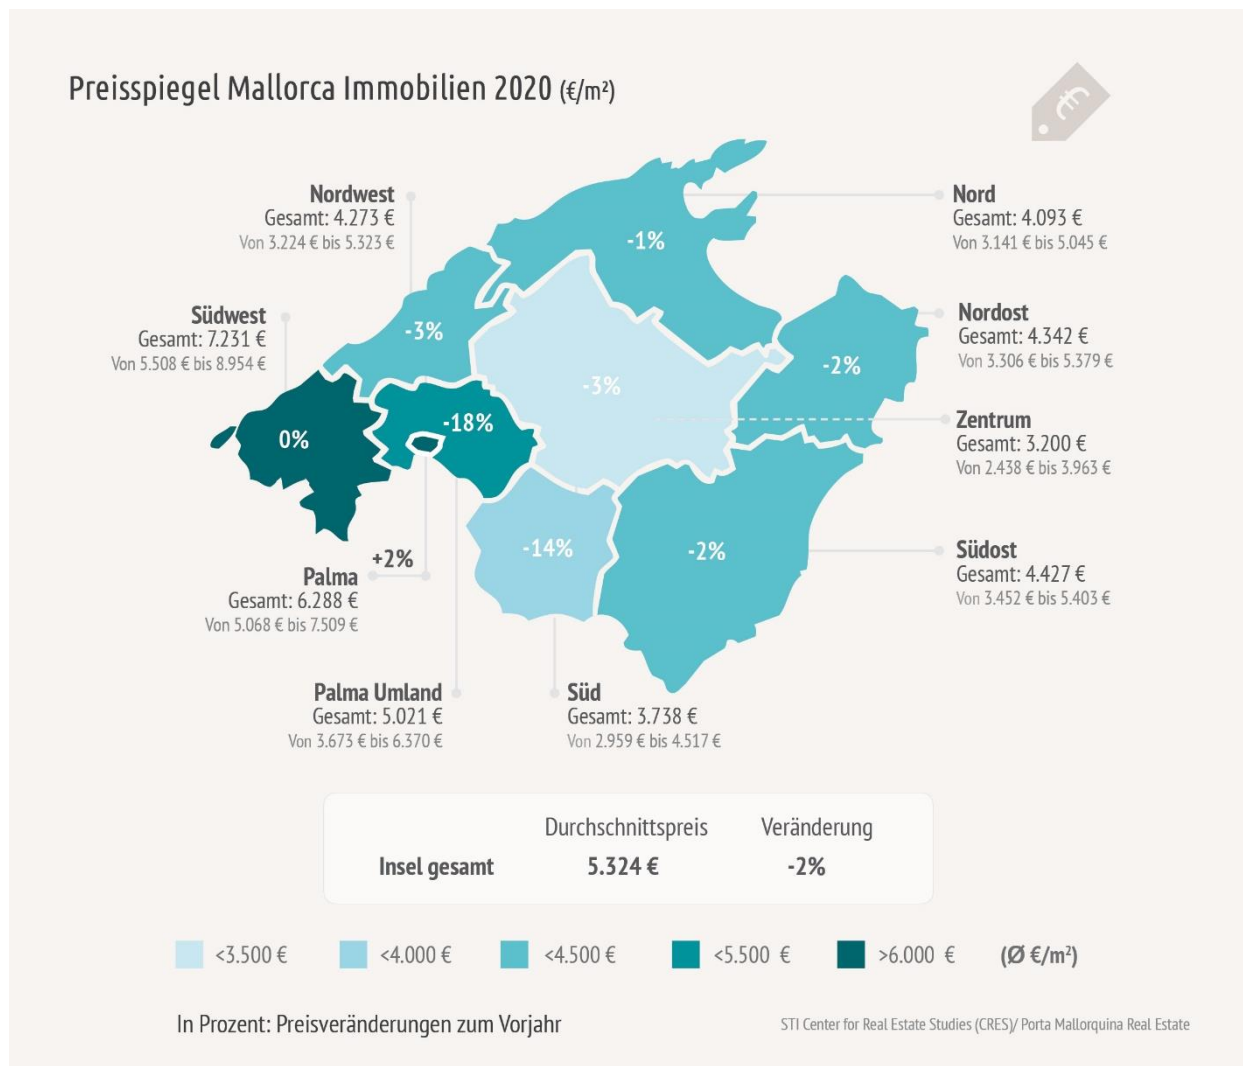 Preisspiegel Mallorca Immobilien 2020 (€/m²)
€
Nordwest
Gesamt: 4.273 €
Von 3.224 € bis 5.323 €
Nord
Gesamt: 4.093 €
Von 3.141 € bis 5.045 €
-1%
Südwest
Gesamt: 7.231 €
Von 5.508 € bis 8.954 €
-3%
Nordost
Gesamt: 4.342 €
Von 3.306 € bis 5.379 €
-2%
-3%
0%
-18%
Zentrum
Gesamt: 3.200 €
Von 2.438 € bis 3.963 €
-14%
-2%
Südost
Gesamt: 4.427 €
Von 3.452 € bis 5.403 €
+2%
Palma
Gesamt: 6.288 €
Von 5.068 € bis 7.509 €
Palma Umland
Gesamt: 5.021 €
Von 3.673 € bis 6.370 €
Süd
Gesamt: 3.738 €
Von 2.959 € bis 4.517 €
Durchschnittspreis Veränderung
Insel gesamt 5.324 € -2%
<3.500 € <4.000 € <4.500 € <5.500 € >6.000 € (Ø €/m²)
In Prozent: Preisveränderungen zum Vorjahr
STI Center for Real Estate Studies (CRES)/ Porta Mallorquina Real Estate